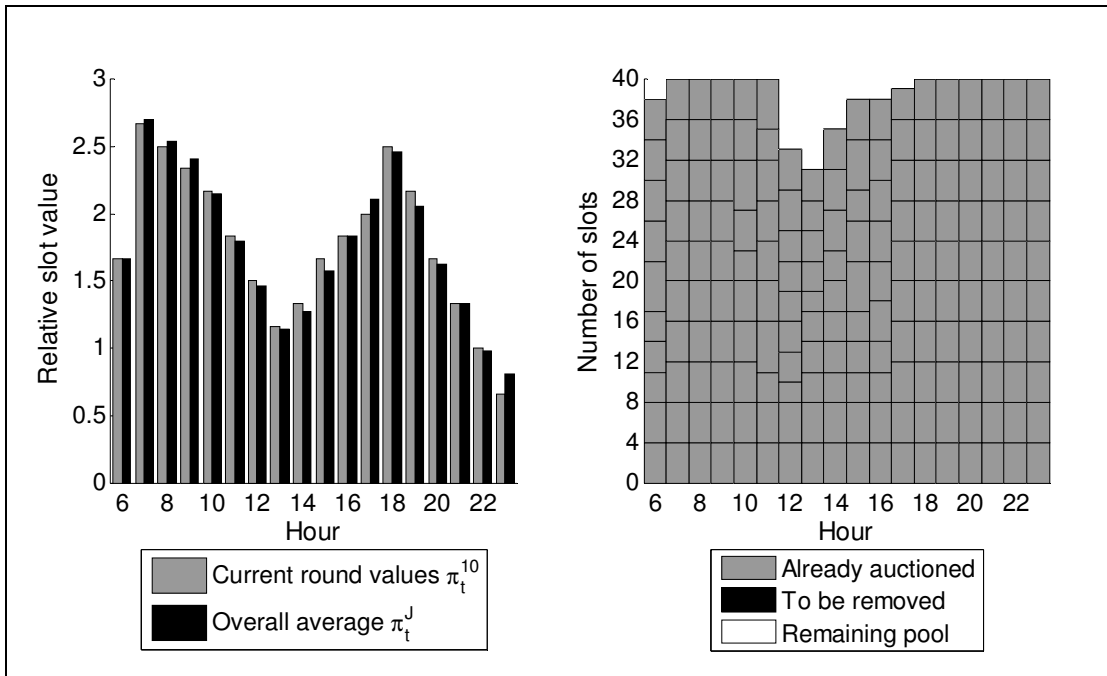 3
2.5
2
1.5
1
0.5
0
Relative slot value
6 8 10 12 14 16 18 20 22
Hour
Current round values π_t^10
Overall average π_t^J
40
36
32
28
24
20
16
12
8
4
0
Number of slots
6 8 10 12 14 16 18 20 22
Hour
Already auctioned
To be removed
Remaining pool